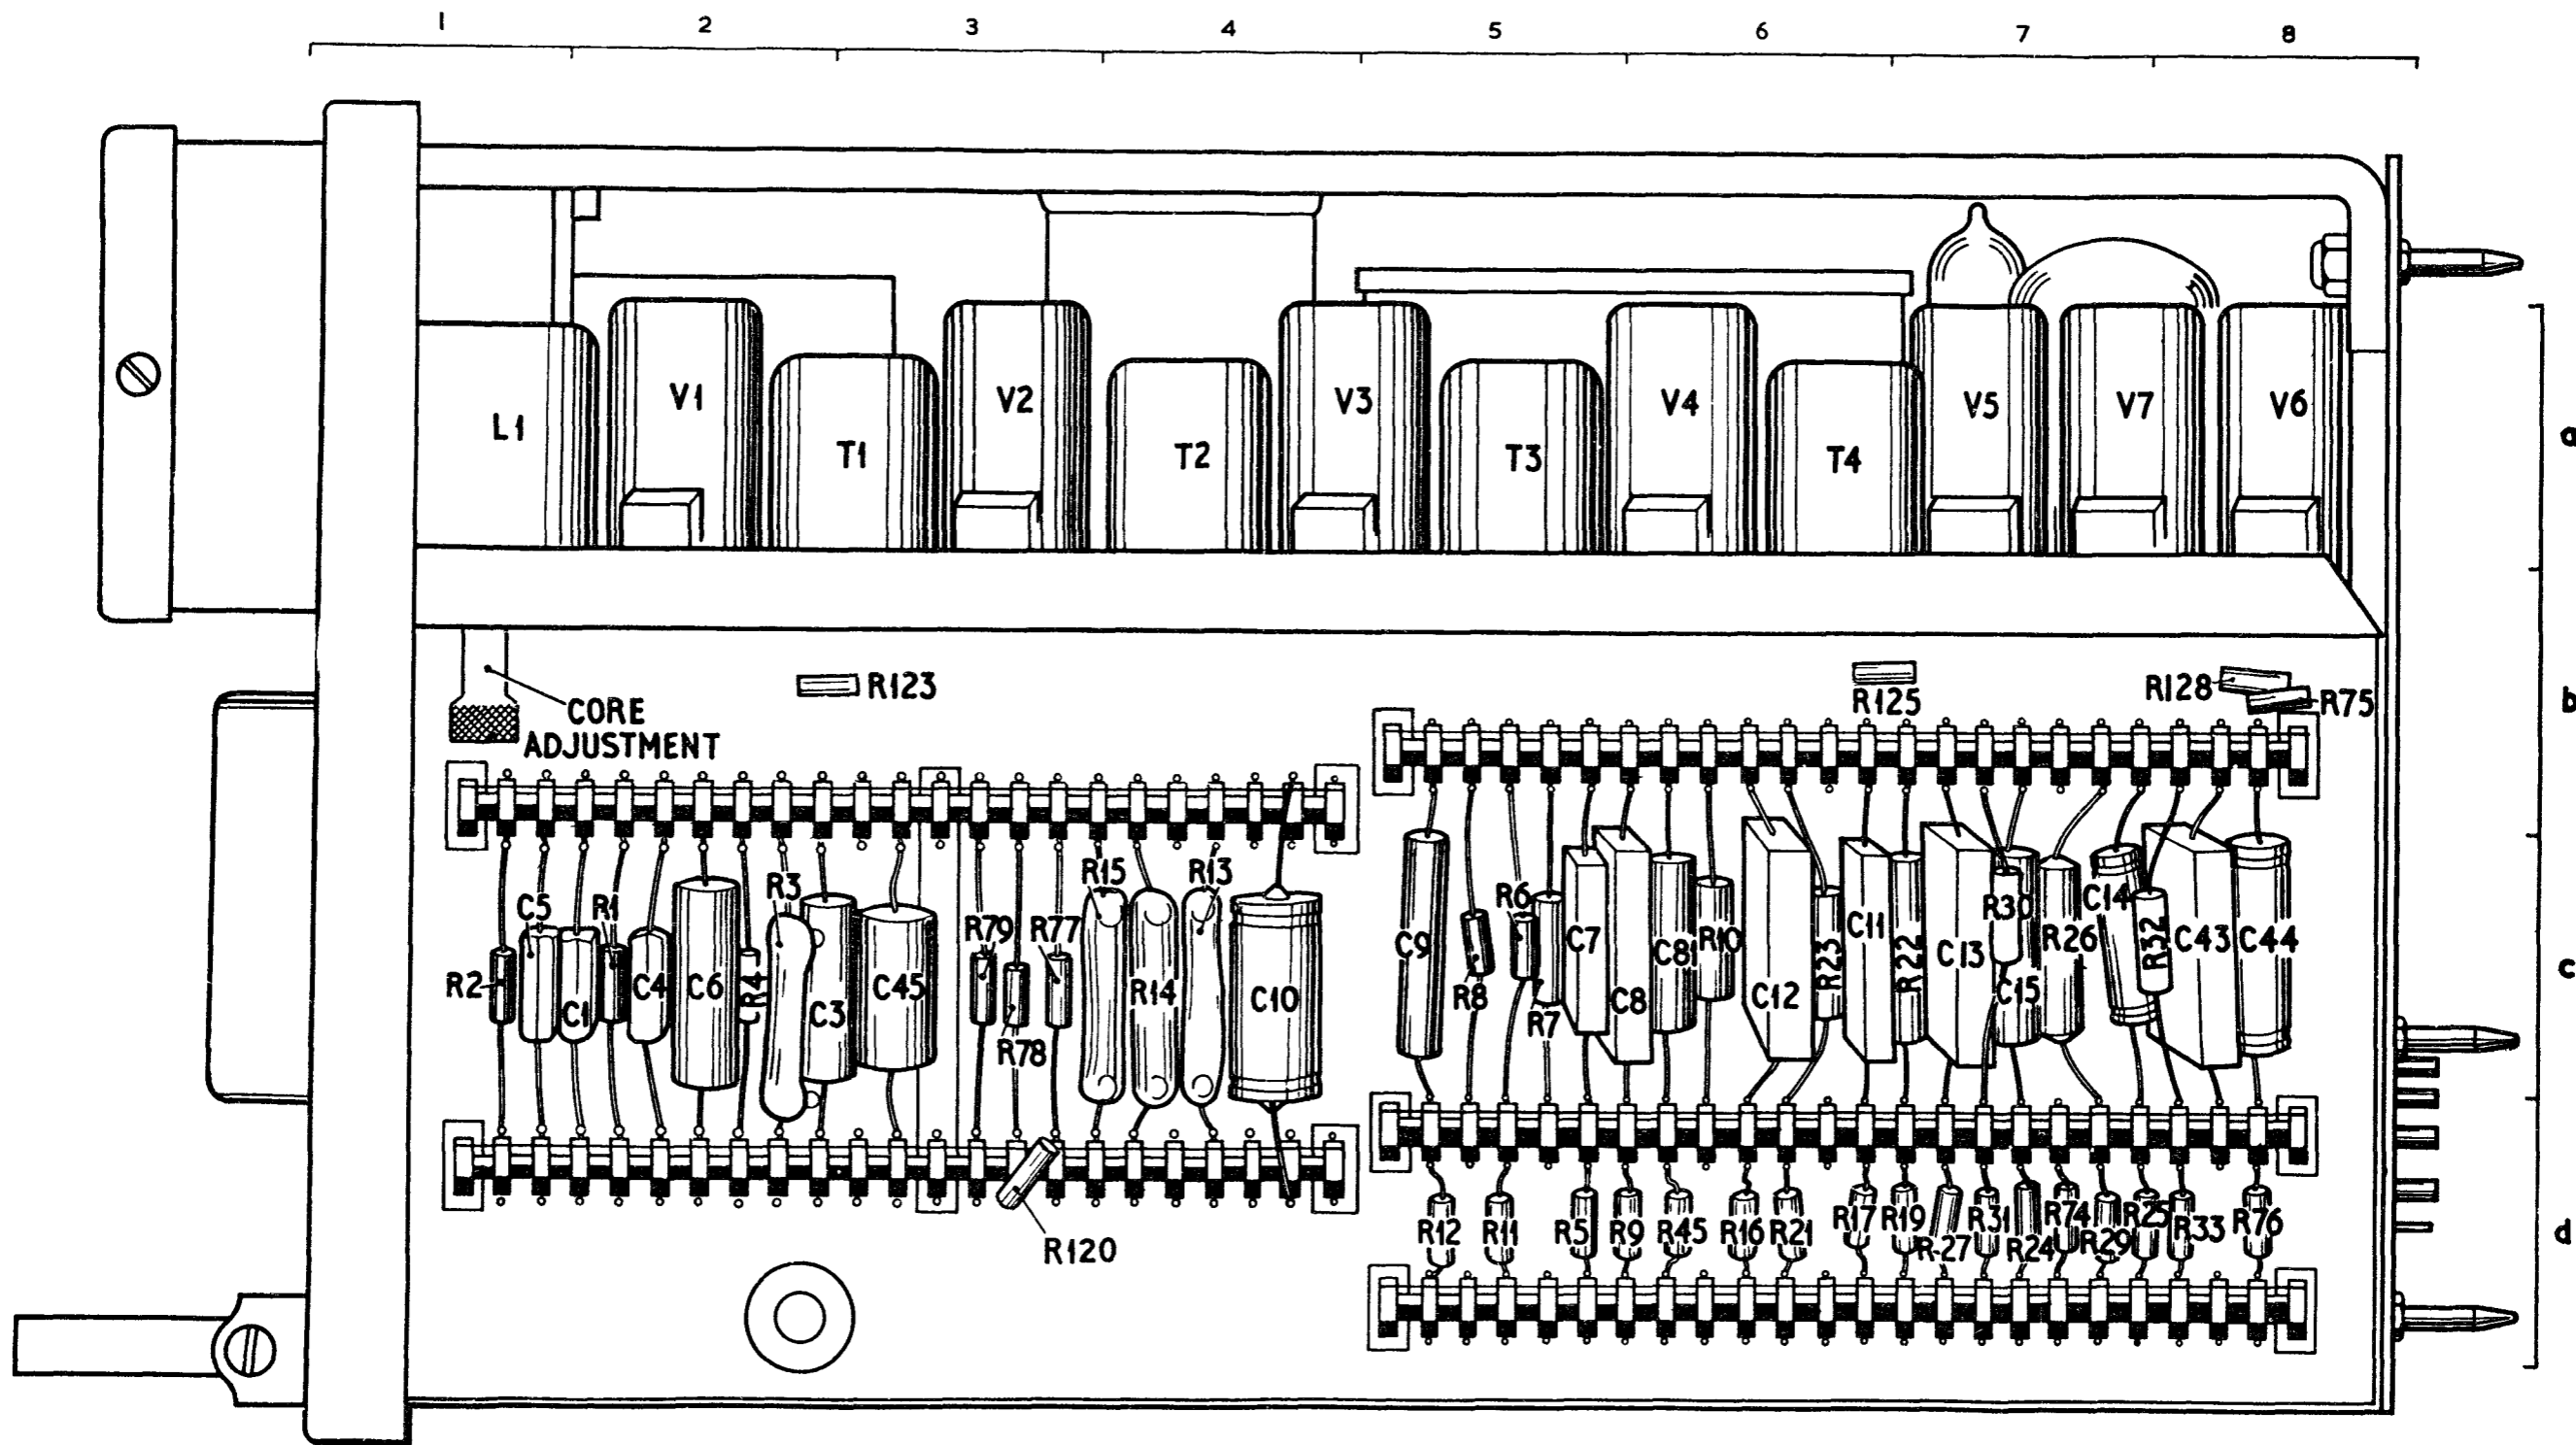 1 2 3 4 5 6 7 8
L1 V1 T1 V2 T2 V3 T3 V4 T4 V5 V7 V6
a
CORE
ADJUSTMENT
R123
R125
R128
R75
b
R2 C5 C1 R1 C4 C6 CR4 R3 C3 C45 R79 R78 R77 R15 R14 R13 C10
C9 R8 R6 R7 C7 C8 C81 R10 C12 R23 C11 R22 C13 R30 C15 R26 C14 R32 C43 C44
c
R120
R12 R11 R5 R9 R45 R16 R21 R17 R19 R27 R31 R24 R74 R29 R25 R33 R76
d